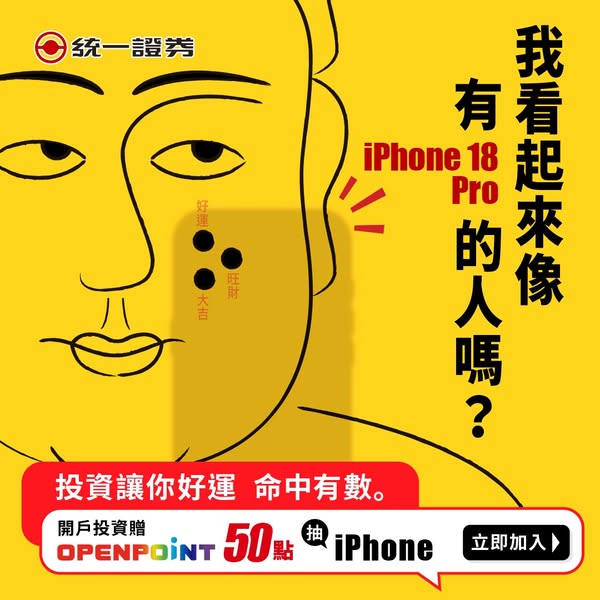 統一證券
我看起來像
有
iPhone 18
Pro
的人嗎？
好運
旺財
大吉
投資讓你好運 命中有數。
開戶投資贈
OPENPOINT 50點 抽 iPhone
立即加入